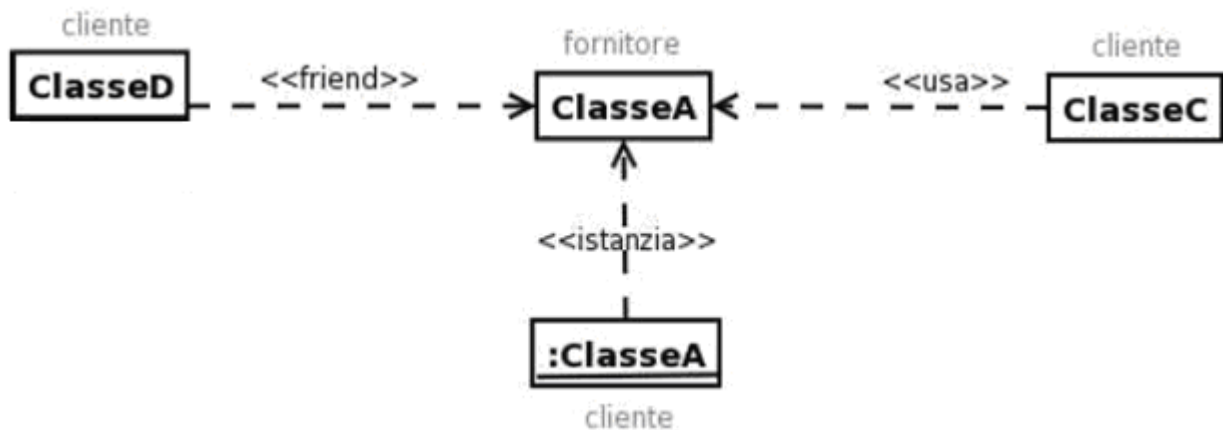 cliente
ClasseD
<<friend>>
fornitore
ClasseA
<<usa>>
cliente
ClasseC
<<istanzia>>
:ClasseA
cliente